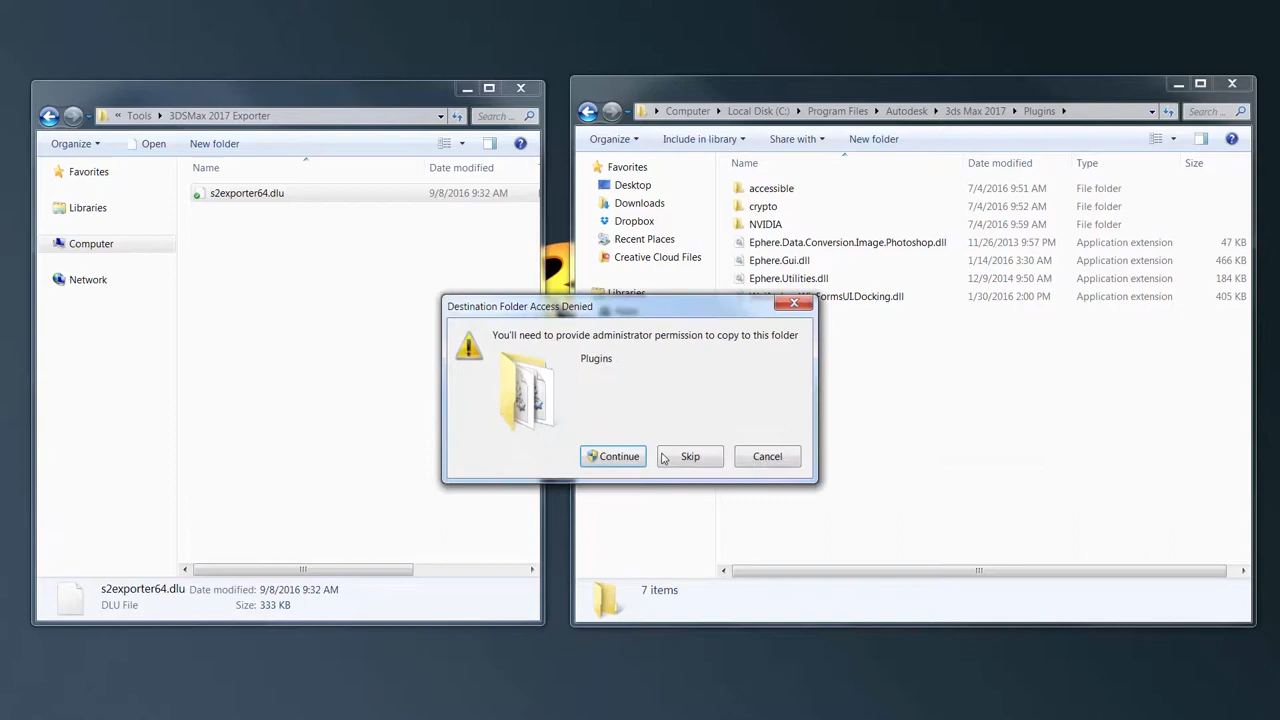 Tools
3DSMax 2017 Exporter
Search ...
Organize
Open
New folder
Name
Date modified
Favorites
Libraries
Computer
Network
s2exporter64.dlu
9/8/2016 9:32 AM
s2exporter64.dlu Date modified: 9/8/2016 9:32 AM
DLU File
Size: 333 KB
Computer
Local Disk (C:)
Program Files
Autodesk
3ds Max 2017
Plugins
Search ...
Organize
Include in library
Share with
New folder
Favorites
Desktop
Downloads
Dropbox
Recent Places
Creative Cloud Files
Libraries
Name
Date modified
Type
Size
accessible 7/4/2016 9:51 AM File folder
crypto 7/4/2016 9:52 AM File folder
NVIDIA 7/4/2016 9:59 AM File folder
Ephere.Data.Conversion.Image.Photoshop.dll 11/26/2013 9:57 PM Application extension 47 KB
Ephere.Gui.dll 1/14/2016 3:30 AM Application extension 466 KB
Ephere.Utilities.dll 12/9/2014 9:50 AM Application extension 184 KB
FormsUI.Docking.dll 1/30/2016 2:00 PM Application extension 405 KB
7 items
Destination Folder Access Denied
You'll need to provide administrator permission to copy to this folder
Plugins
Continue
Skip
Cancel